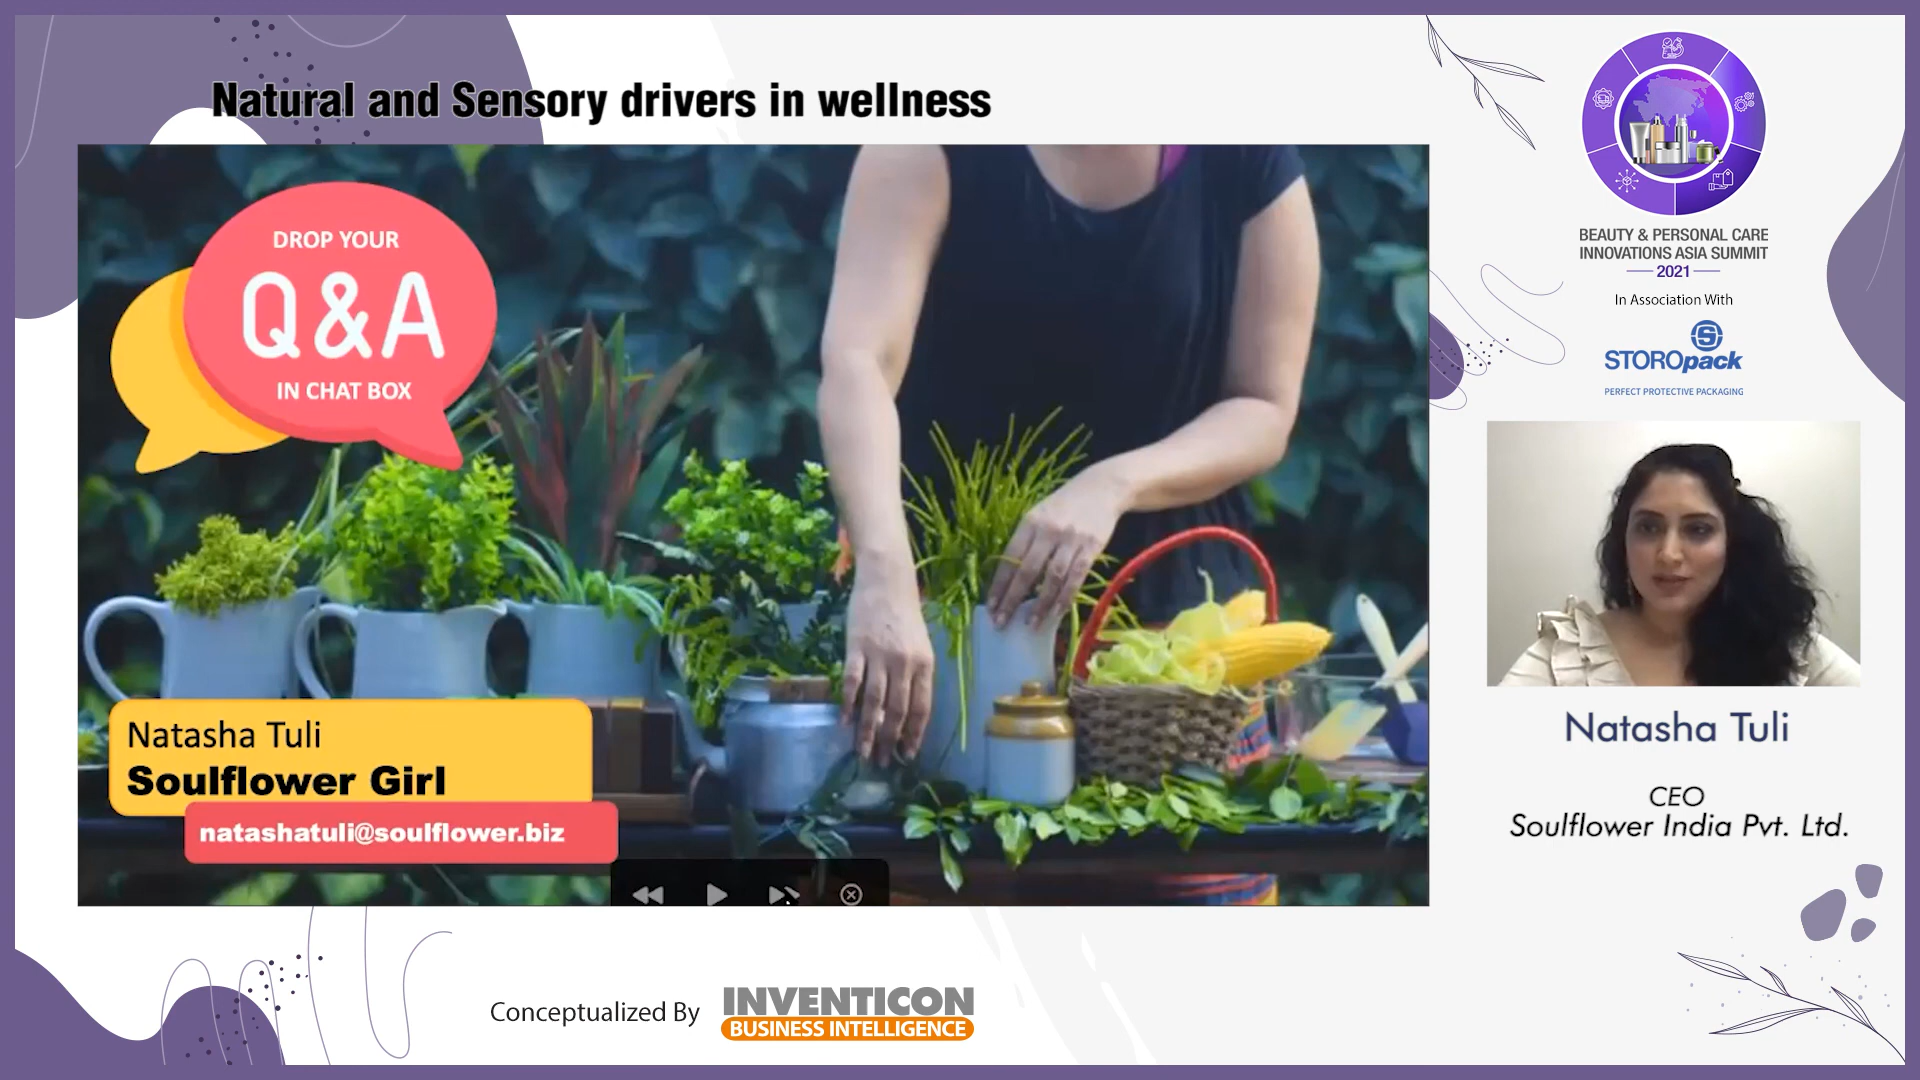 Natural and Sensory drivers in wellness
DROP YOUR
Q&A
IN CHAT BOX
Natasha Tuli
Soulflower Girl
natashatuli@soulflower.biz
BEAUTY & PERSONAL CARE
INNOVATIONS ASIA SUMMIT
2021
In Association With
S
STOROpack
PERFECT PROTECTIVE PACKAGING
Natasha Tuli
CEO
Soulflower India Pvt. Ltd.
Conceptualized By
INVENTICON
BUSINESS INTELLIGENCE